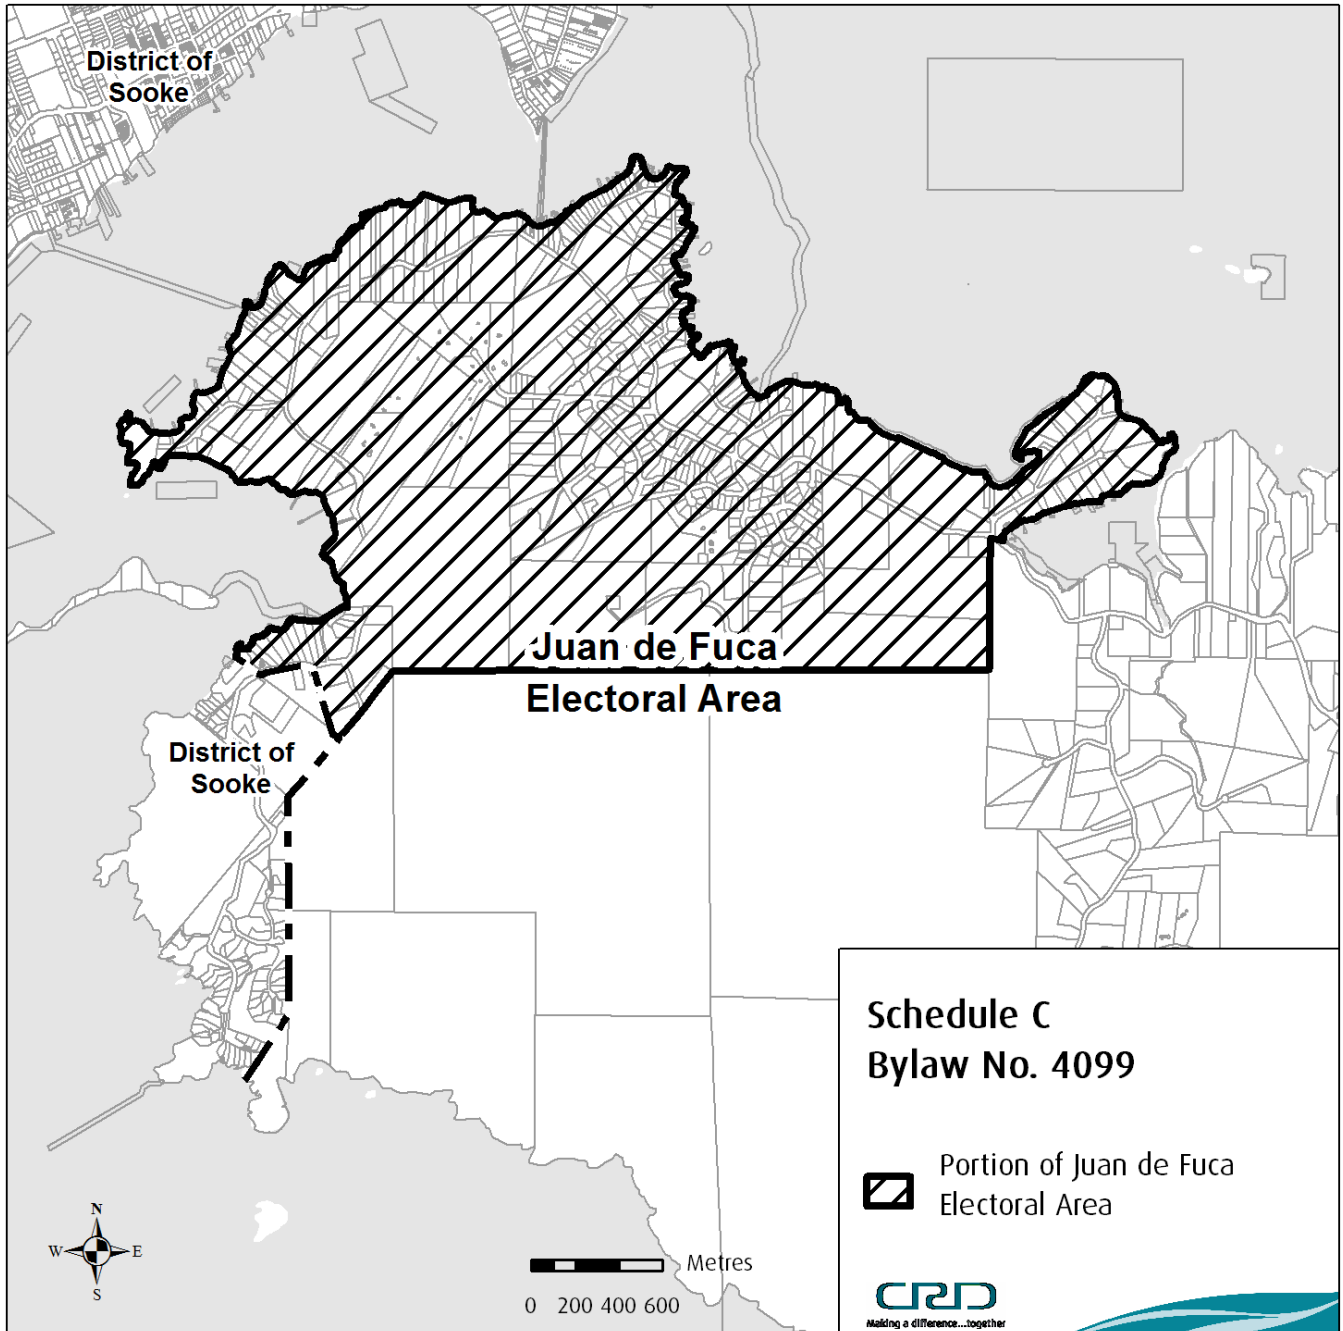 District of
Sooke
Juan de Fuca
Electoral Area
District of
Sooke
Schedule C
Bylaw No. 4099
Portion of Juan de Fuca
Electoral Area
N
W
E
S
Metres
0 200 400 600
CRD
Making a difference...together